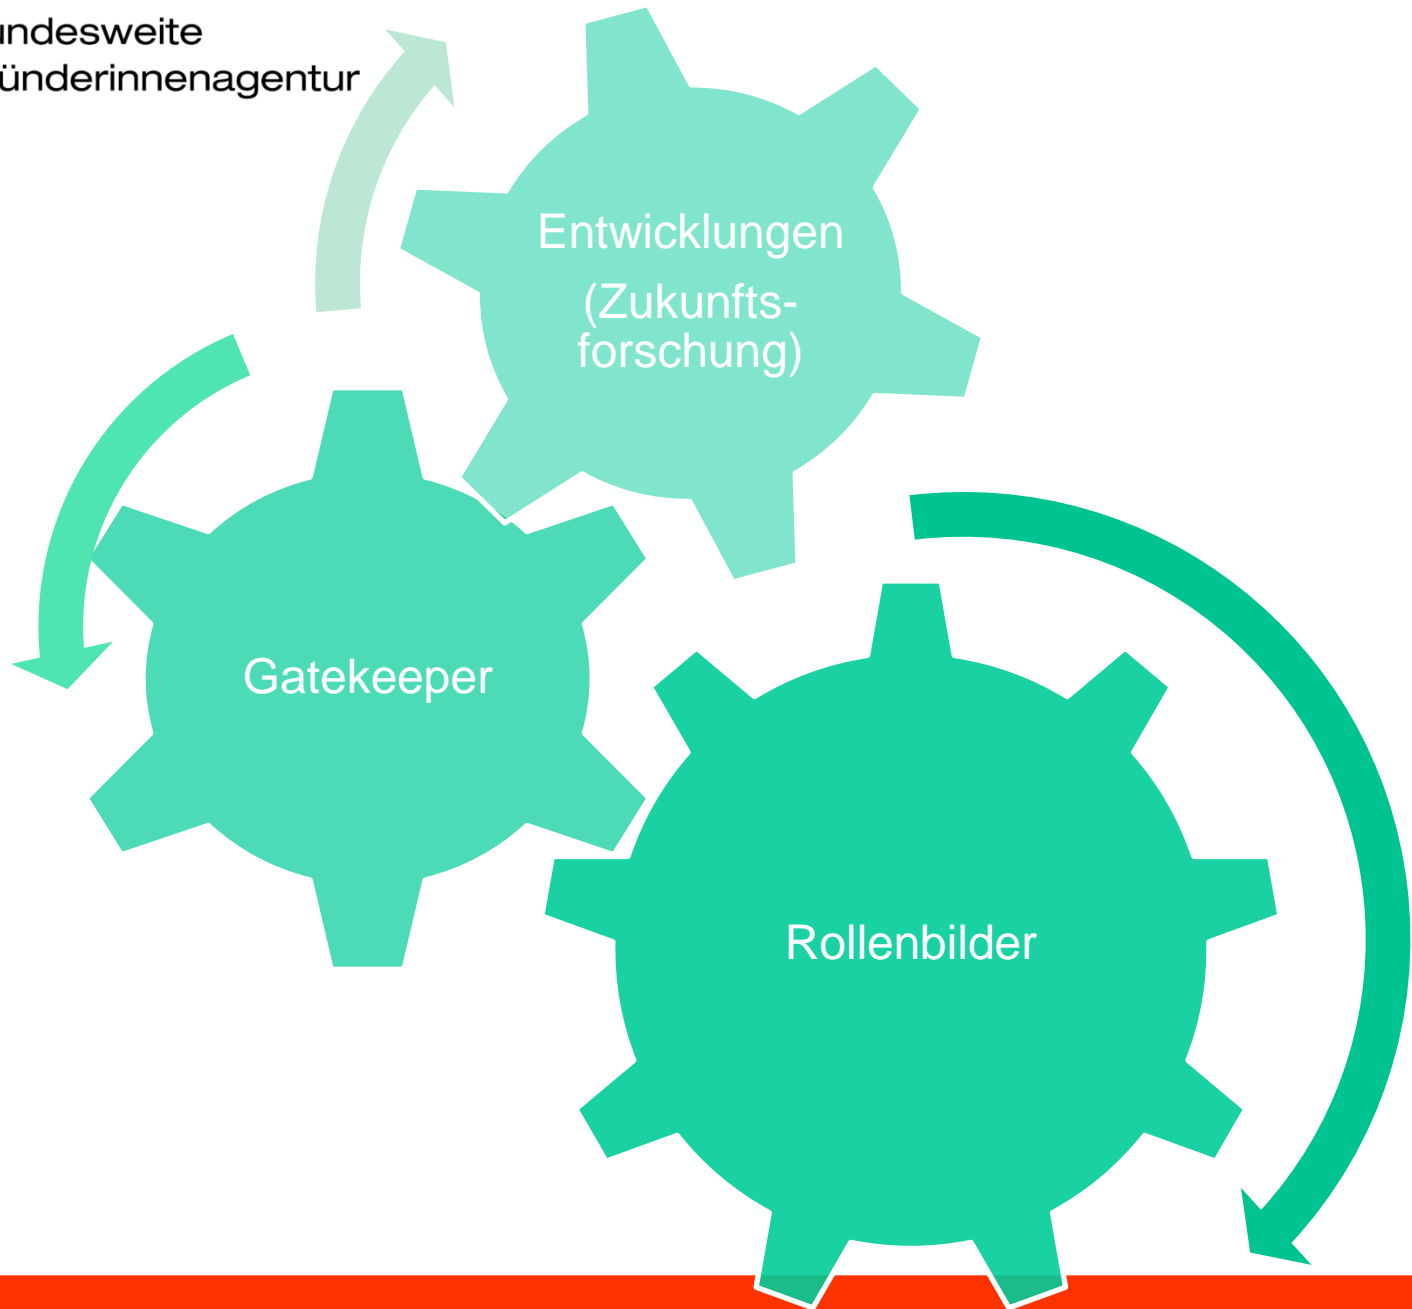 undesweite
ünderinnenagentur
Entwicklungen
(Zukunfts-
forschung)
Gatekeeper
Rollenbilder